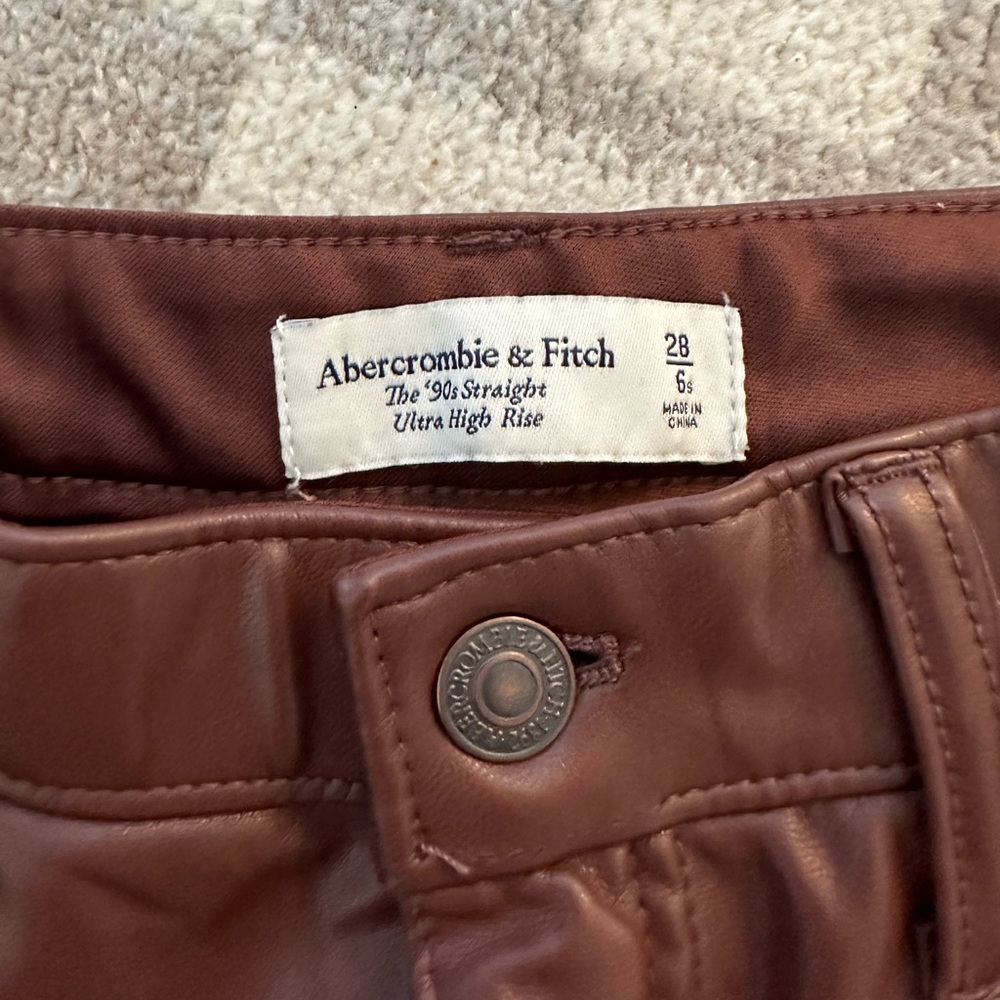 Abercrombie & Fitch
The '90s Straight
Ultra High Rise
28
6s
MADE IN
CHINA
ABERCROMBIE & FITCH